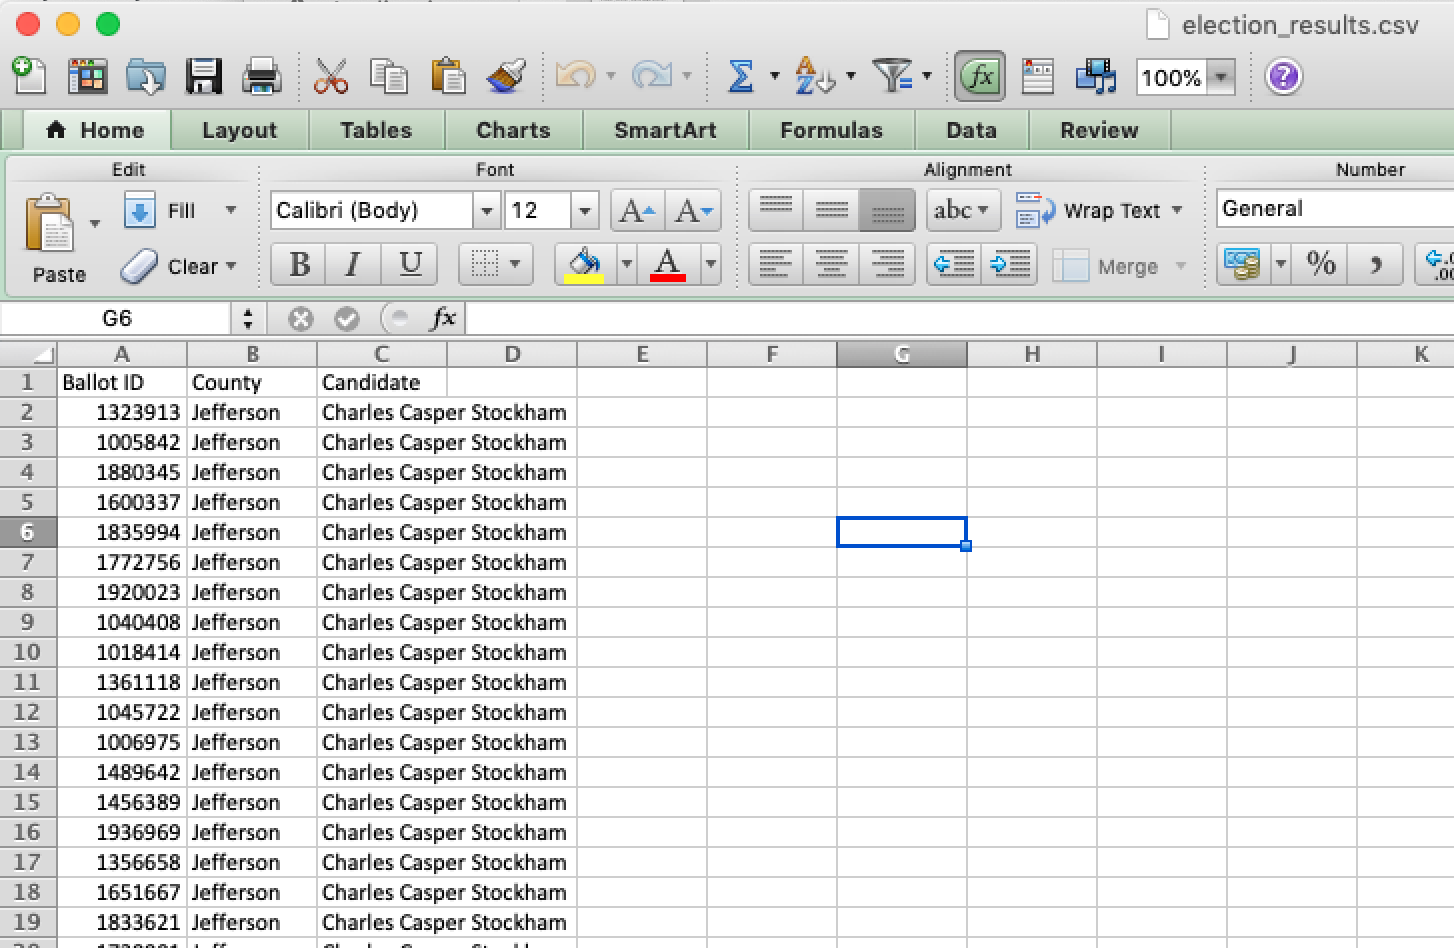 election_results.csv
100%
Home Layout Tables Charts SmartArt Formulas Data Review
Edit Font Alignment Number
Calibri (Body) 12 abc Wrap Text General
Fill
Paste Clear B I U A Merge %
G6 fx
A B C D E F G H I J K
1 Ballot ID County Candidate
2 1323913 Jefferson Charles Casper Stockham
3 1005842 Jefferson Charles Casper Stockham
4 1880345 Jefferson Charles Casper Stockham
5 1600337 Jefferson Charles Casper Stockham
6 1835994 Jefferson Charles Casper Stockham
7 1772756 Jefferson Charles Casper Stockham
8 1920023 Jefferson Charles Casper Stockham
9 1040408 Jefferson Charles Casper Stockham
10 1018414 Jefferson Charles Casper Stockham
11 1361118 Jefferson Charles Casper Stockham
12 1045722 Jefferson Charles Casper Stockham
13 1006975 Jefferson Charles Casper Stockham
14 1489642 Jefferson Charles Casper Stockham
15 1456389 Jefferson Charles Casper Stockham
16 1936969 Jefferson Charles Casper Stockham
17 1356658 Jefferson Charles Casper Stockham
18 1651667 Jefferson Charles Casper Stockham
19 1833621 Jefferson Charles Casper Stockham